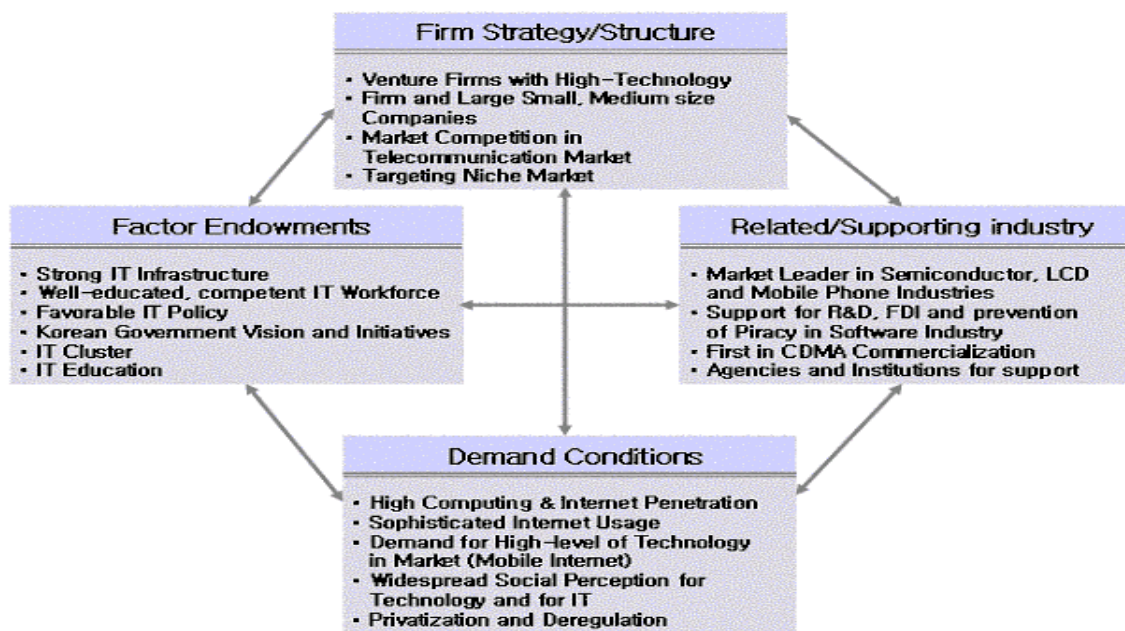 Firm Strategy/Structure
• Venture Firms with High-Technology
• Firm and Large Small, Medium size
Companies
• Market Competition in
Telecommunication Market
• Targeting Niche Market
Factor Endowments
• Strong IT Infrastructure
• Well-educated, competent IT Workforce
• Favorable IT Policy
• Korean Government Vision and Initiatives
• IT Cluster
• IT Education
Related/Supporting industry
• Market Leader in Semiconductor, LCD
and Mobile Phone Industries
• Support for R&D, FDI and prevention
of Piracy in Software Industry
• First in CDMA Commercialization
• Agencies and Institutions for support
Demand Conditions
• High Computing & Internet Penetration
• Sophisticated Internet Usage
• Demand for High-level of Technology
in Market (Mobile Internet)
• Widespread Social Perception for
Technology and for IT
• Privatization and Deregulation